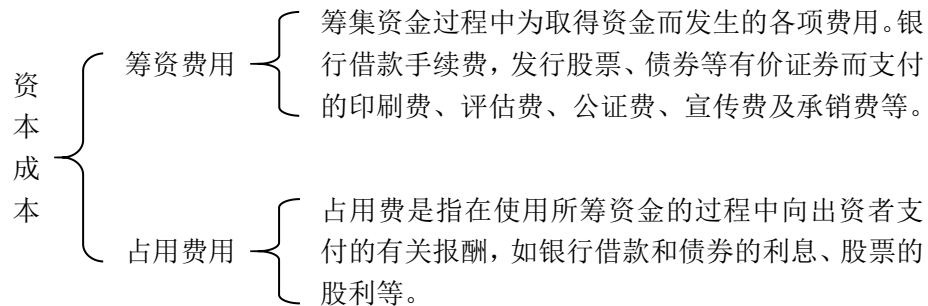 资本成本
筹资费用
筹集资金过程中为取得资金而发生的各项费用。银
行借款手续费，发行股票、债券等有价证券而支付
的印刷费、评估费、公证费、宣传费及承销费等。
占用费用
占用费是指在使用所筹资金的过程中向出资者支
付的有关报酬，如银行借款和债券的利息、股票的
股利等。